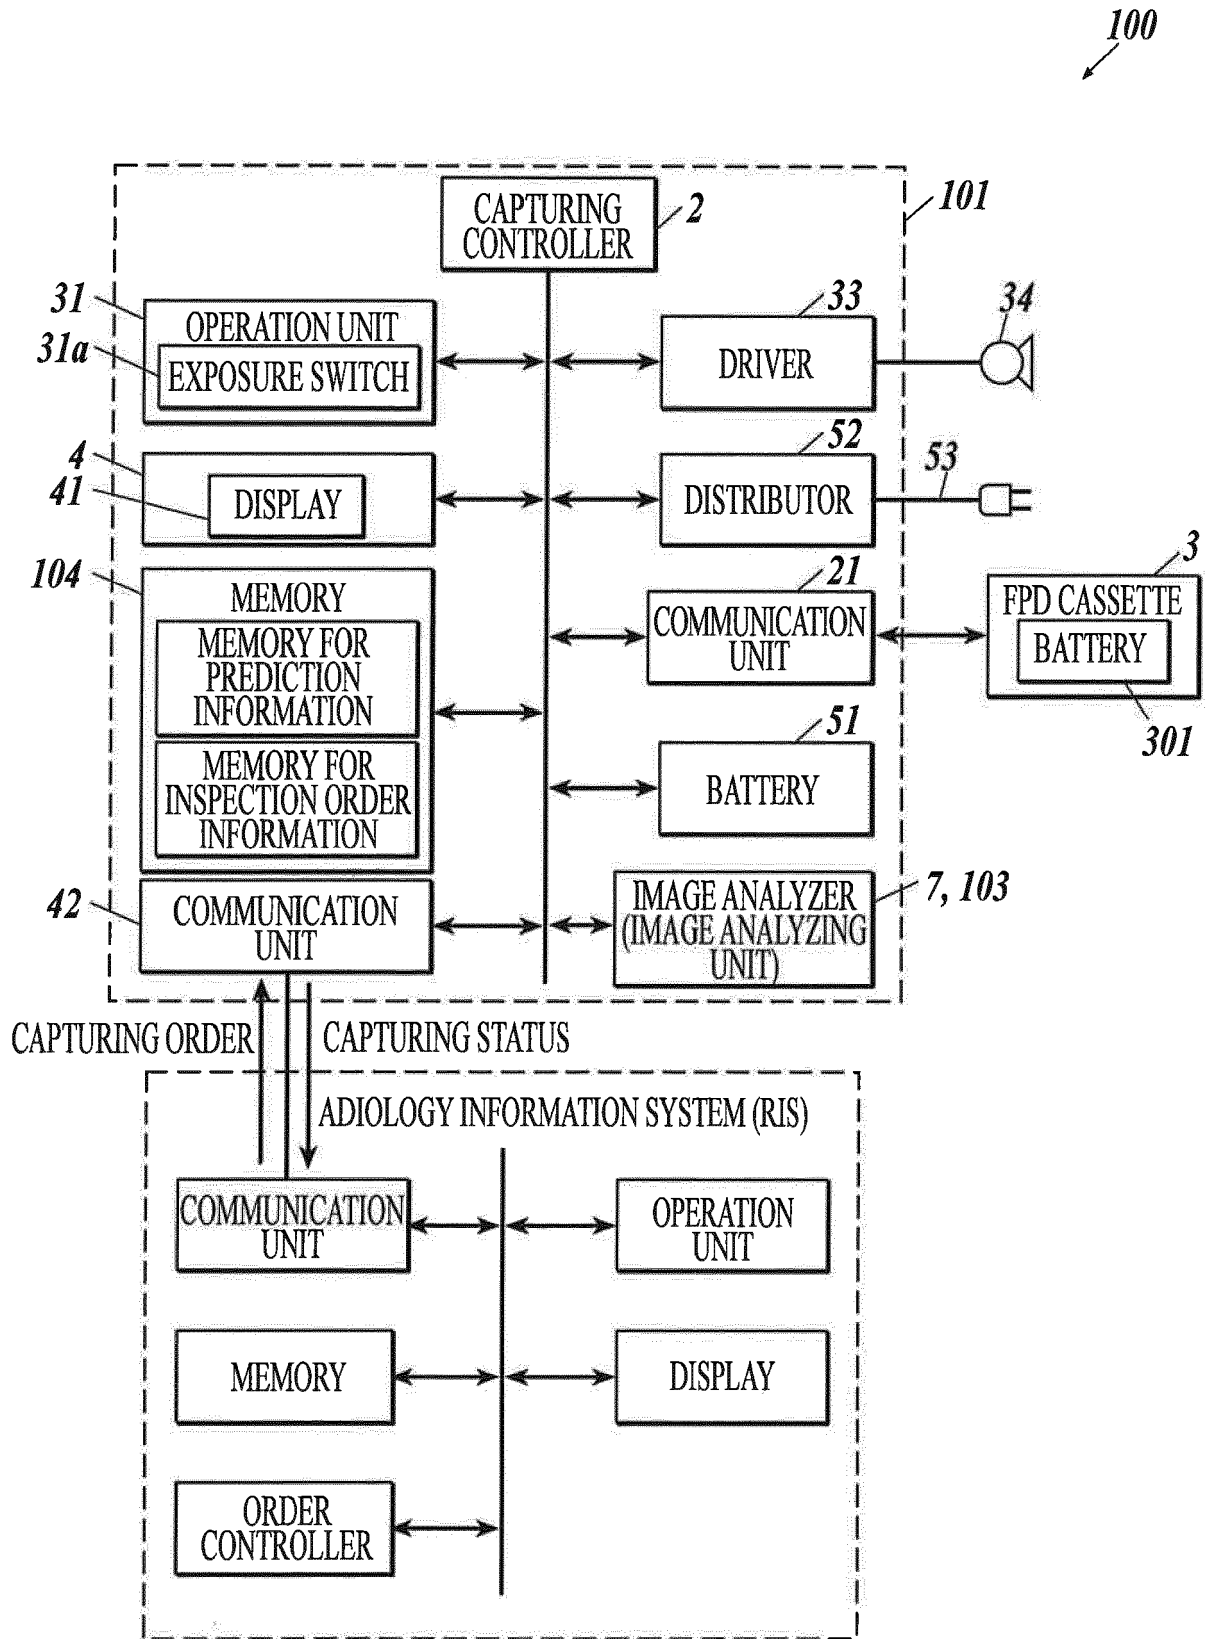 100
101
CAPTURING
CONTROLLER
2
31
OPERATION UNIT
31a
EXPOSURE SWITCH
33
DRIVER
34
4
41
DISPLAY
52
DISTRIBUTOR
53
104
MEMORY
MEMORY FOR
PREDICTION
INFORMATION
MEMORY FOR
INSPECTION ORDER
INFORMATION
21
COMMUNICATION
UNIT
3
FPD CASSETTE
BATTERY
301
51
BATTERY
42
COMMUNICATION
UNIT
IMAGE ANALYZER
(IMAGE ANALYZING
UNIT)
7, 103
CAPTURING ORDER
CAPTURING STATUS
ADIOLOGY INFORMATION SYSTEM (RIS)
COMMUNICATION
UNIT
OPERATION
UNIT
MEMORY
DISPLAY
ORDER
CONTROLLER